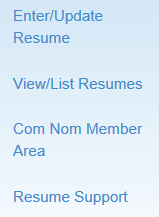 Enter/Update
Resume
View/List Resumes
Com Nom Member
Area
Resume Support